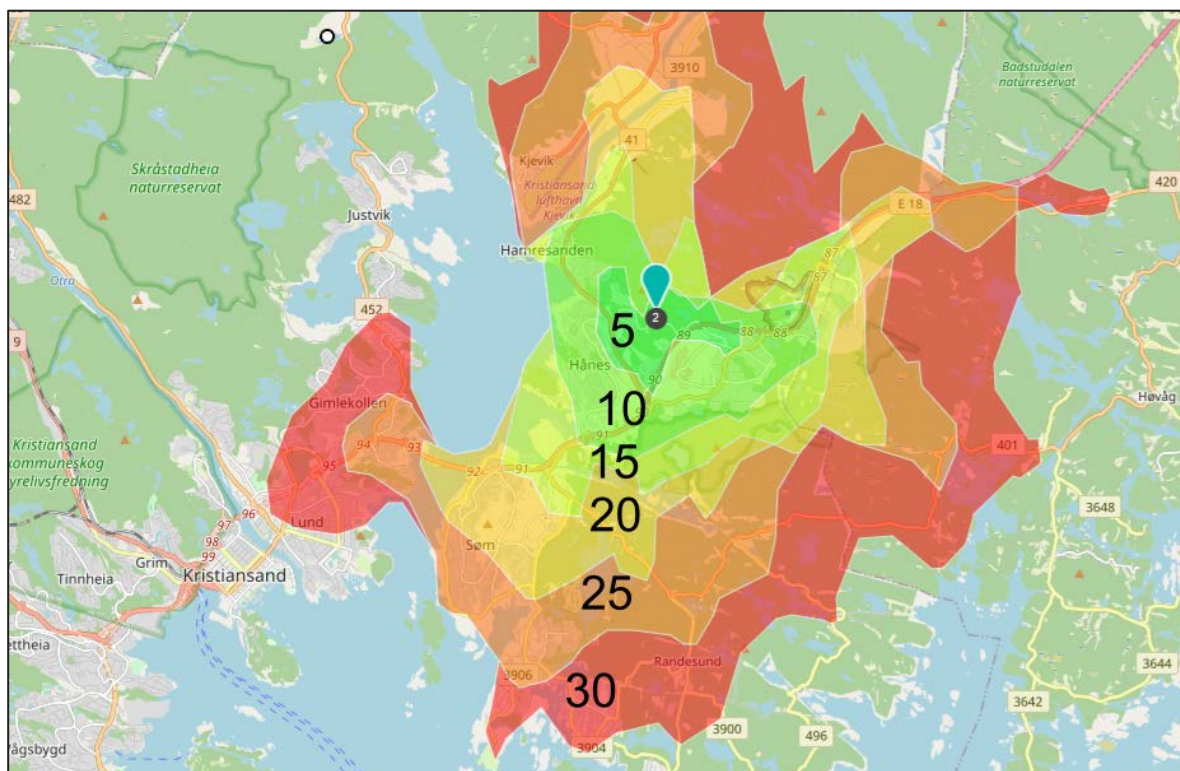 3910
Badstudalen
naturreservat
41
Skråstadheia
naturreservat
Kjevik
Kristiansand
lufthavn
Kjevik
482
420
E 18
Justvik
Hamresanden
87
87
Otra
452
2
5
88
88
89
9
Hånes
90
Gimlekollen
10
Høvåg
91
94
93
15
401
95
92
91
Kristiansand
kommuneskog
96
20
3648
97
Lund
98
Søm
99
Grim
Tinnheia
Kristiansand
25
Randesund
3644
3906
30
3642
3900
496
3904